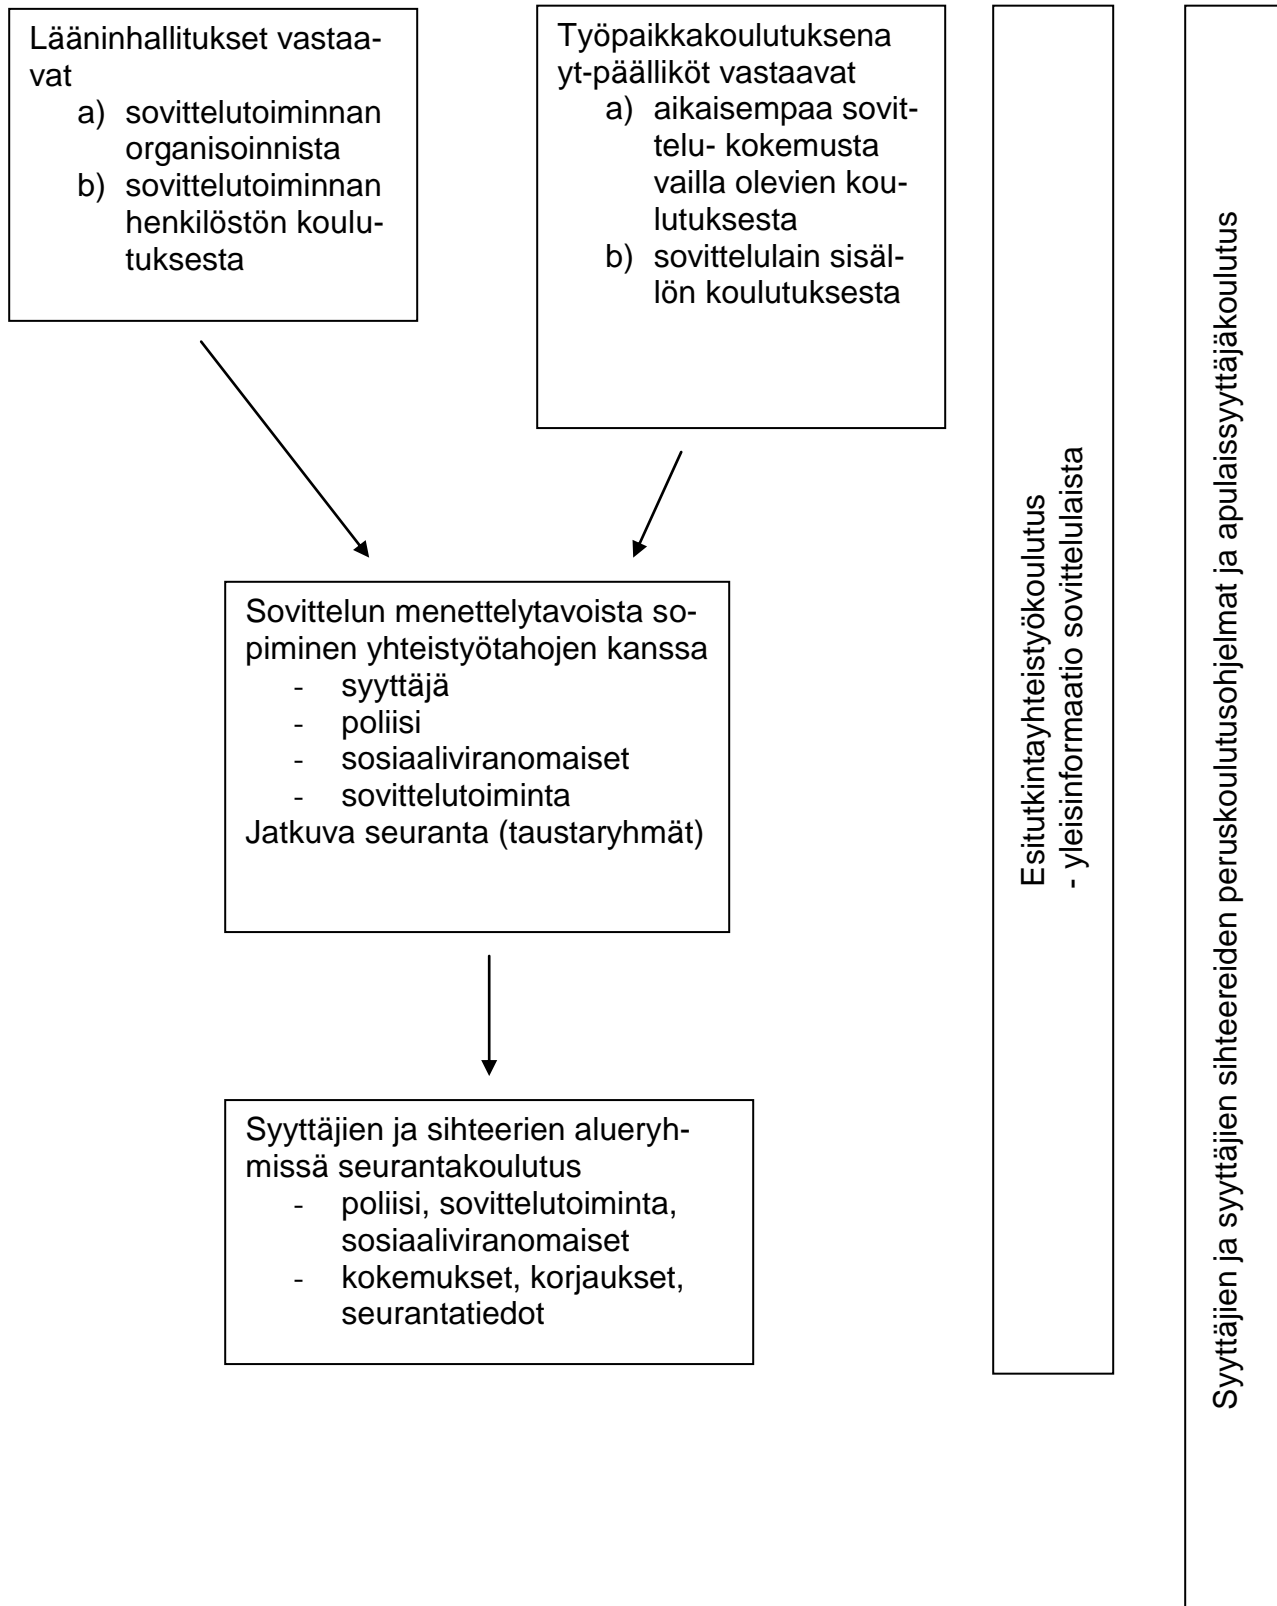 Lääninhallitukset vastaa-
vat
a) sovittelutoiminnan
organisoinnista
b) sovittelutoiminnan
henkilöstön koulu-
tuksesta
Työpaikkakoulutuksena
yt-päälliköt vastaavat
a) aikaisempaa sovit-
telu- kokemusta
vailla olevien kou-
lutuksesta
b) sovittelulain sisäl-
lön koulutuksesta
Sovittelun menettelytavoista so-
piminen yhteistyötahojen kanssa
- syyttäjä
- poliisi
- sosiaaliviranomaiset
- sovittelutoiminta
Jatkuva seuranta (taustaryhmät)
Syyttäjien ja sihteerien alueryh-
missä seurantakoulutus
- poliisi, sovittelutoiminta,
sosiaaliviranomaiset
- kokemukset, korjaukset,
seurantatiedot
Esitutkintayhteistyökoulutus
- yleisinformaatio sovittelulaista
Syyttäjien ja syyttäjien sihteereiden peruskoulutusohjelmat ja apulaissyyttäjäkoulutus